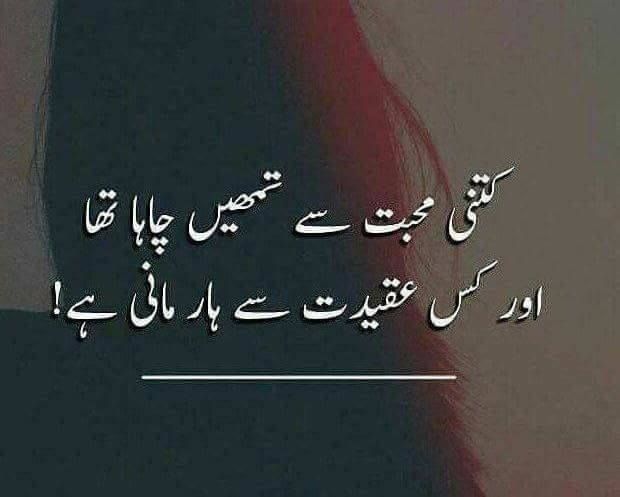 کتنی محبت سے تمھیں چاہا تھا
اور کس عقیدت سے ہار مانی ہے!